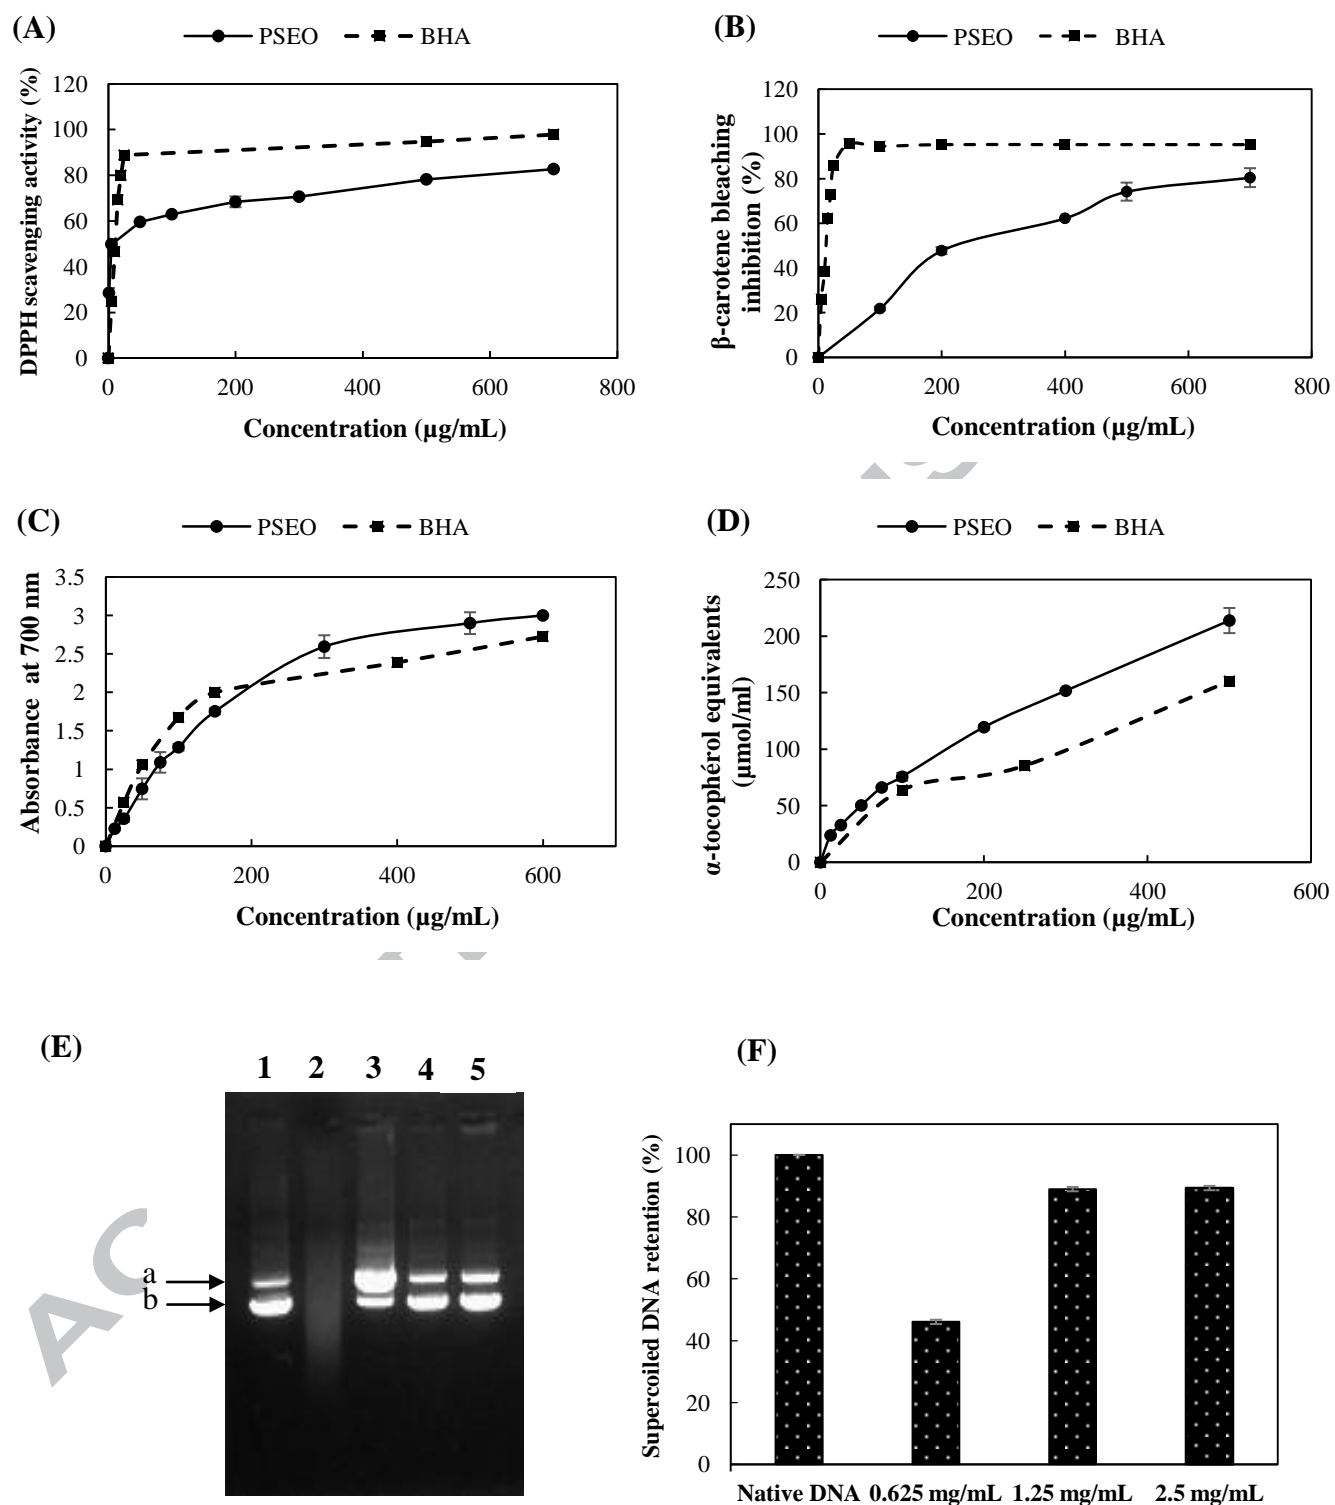 (A)
PSEO BHA
DPPH scavenging activity (%)
120
100
80
60
40
20
0
0 200 400 600 800
Concentration (µg/mL)
(B)
PSEO BHA
β-carotene bleaching
inhibition (%)
120
100
80
60
40
20
0
0 200 400 600 800
Concentration (µg/mL)
(C)
PSEO BHA
Absorbance at 700 nm
3.5
3
2.5
2
1.5
1
0.5
0
0 200 400 600
Concentration (µg/mL)
(D)
PSEO BHA
α-tocophérol equivalents
(µmol/ml)
250
200
150
100
50
0
0 200 400 600
Concentration (µg/mL)
(E)
1 2 3 4 5
a
b
AC
(F)
Supercoiled DNA retention (%)
100
80
60
40
20
0
Native DNA 0.625 mg/mL 1.25 mg/mL 2.5 mg/mL